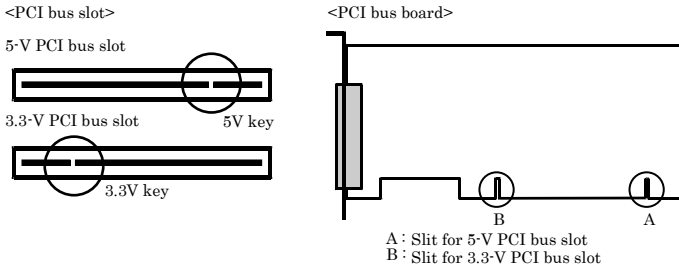 <PCI bus slot>
5-V PCI bus slot
5V key
3.3-V PCI bus slot
3.3V key
<PCI bus board>
B
A
A : Slit for 5-V PCI bus slot
B : Slit for 3.3-V PCI bus slot